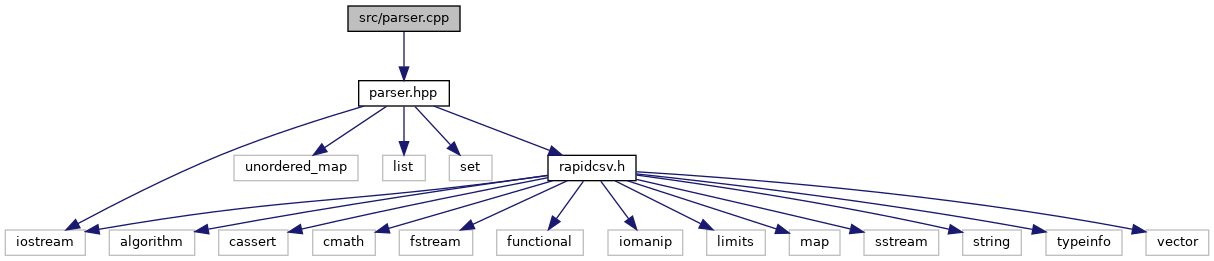 src/parser.cpp
parser.hpp
unordered_map
list
set
rapidcsv.h
iostream
algorithm
cassert
cmath
fstream
functional
iomanip
limits
map
sstream
string
typeinfo
vector